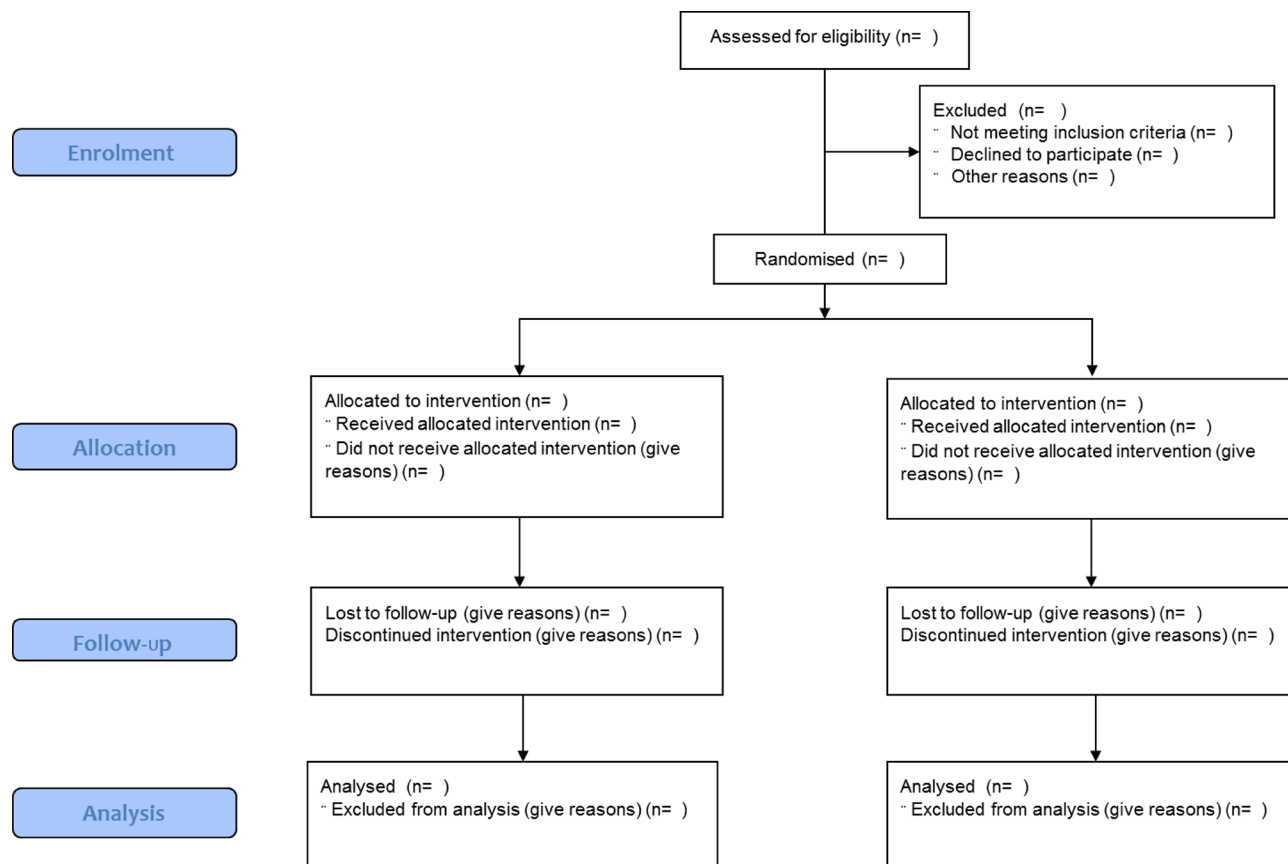 Assessed for eligibility (n=  )
Enrolment
Excluded  (n=   )
¨ Not meeting inclusion criteria (n=  )
¨ Declined to participate (n=  )
¨ Other reasons (n=  )
Randomised (n=  )
Allocation
Allocated to intervention (n=  )
¨ Received allocated intervention (n=  )
¨ Did not receive allocated intervention (give
reasons) (n=  )
Allocated to intervention (n=  )
¨ Received allocated intervention (n=  )
¨ Did not receive allocated intervention (give
reasons) (n=  )
Follow-up
Lost to follow-up (give reasons) (n=  )
Discontinued intervention (give reasons) (n=  )
Lost to follow-up (give reasons) (n=  )
Discontinued intervention (give reasons) (n=  )
Analysis
Analysed  (n=  )
¨ Excluded from analysis (give reasons) (n=  )
Analysed  (n=  )
¨ Excluded from analysis (give reasons) (n=  )